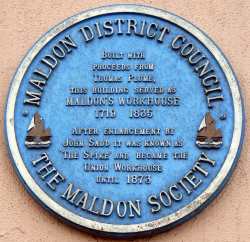 MALDON DISTRICT COUNCIL
BUILT WITH
PROCEEDS FROM
THOMAS PLUME,
THIS BUILDING SERVED AS
MALDON'S WORKHOUSE
1719 1835
AFTER ENLARGEMENT BY
JOHN SADD IT WAS KNOWN AS
THE SPIKE AND BECAME THE
UNION WORKHOUSE
UNTIL 1873
THE MALDON SOCIETY